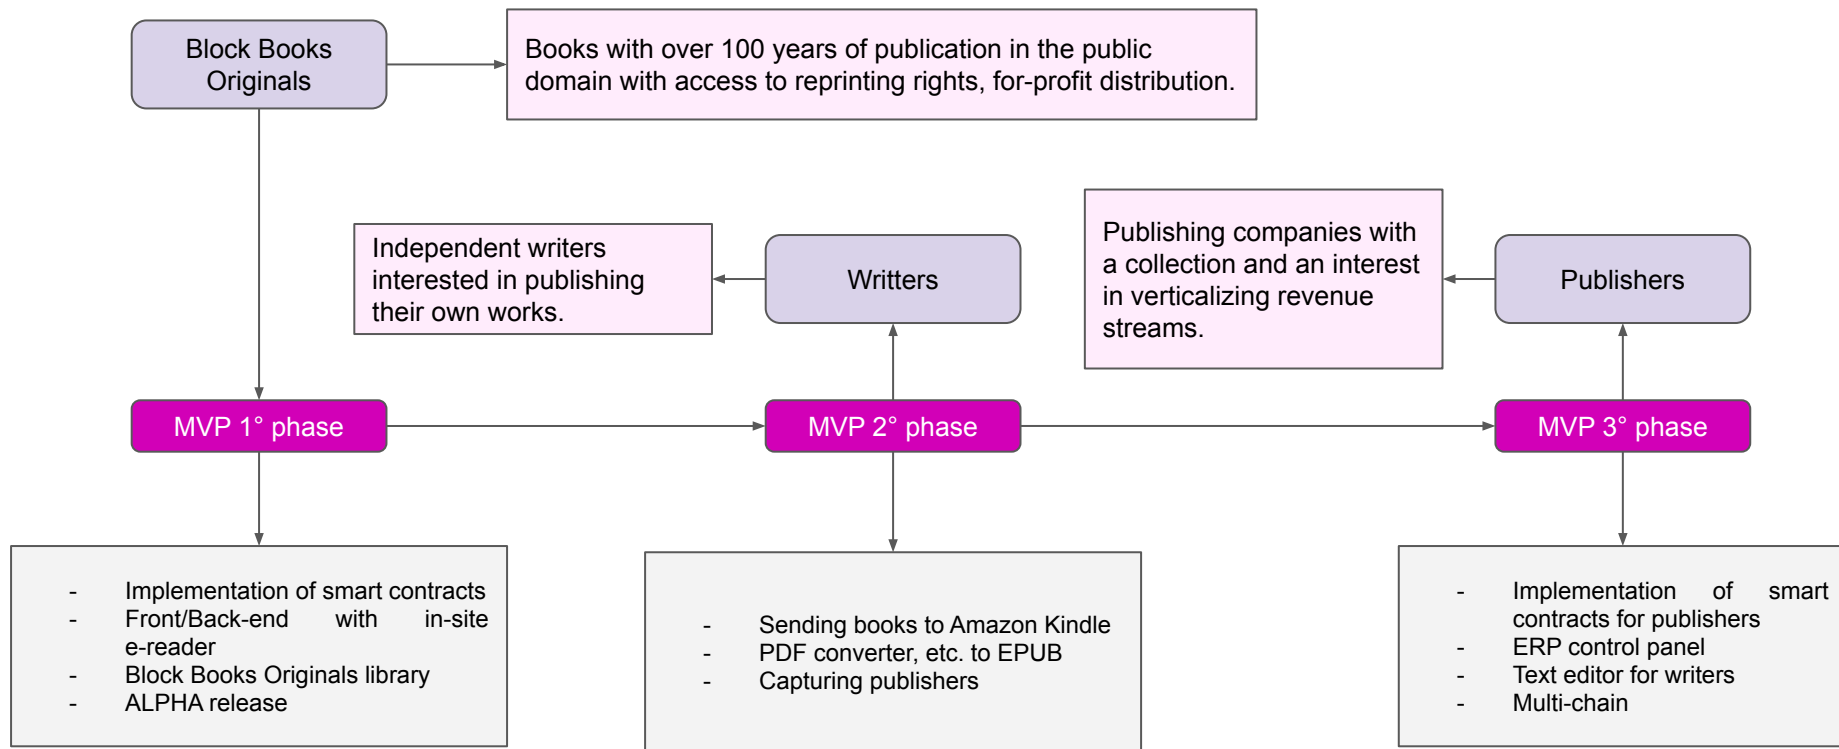 Block Books
Originals
Books with over 100 years of publication in the public
domain with access to reprinting rights, for-profit distribution.
Independent writers
interested in publishing
their own works.
Writters
Publishing companies with
a collection and an interest
in verticalizing revenue
streams.
Publishers
MVP 1° phase
MVP 2° phase
MVP 3° phase
- Implementation of smart contracts
- Front/Back-end with in-site
e-reader
- Block Books Originals library
- ALPHA release
- Sending books to Amazon Kindle
- PDF converter, etc. to EPUB
- Capturing publishers
- Implementation of smart
contracts for publishers
- ERP control panel
- Text editor for writers
- Multi-chain